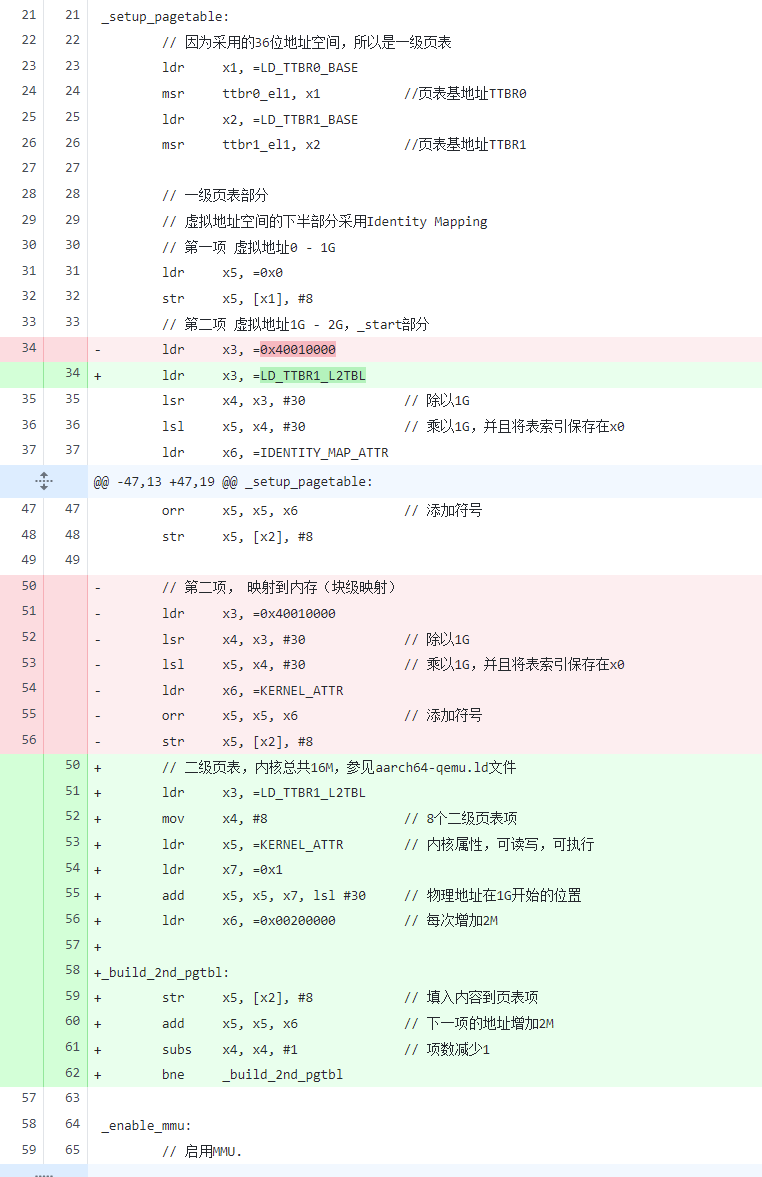 21 21 _setup_pagetable:
22 22 // 因为采用的36位地址空间，所以是一级页表
23 23 ldr x1, =LD_TTBR0_BASE
24 24 msr ttbr0_el1, x1 //页表基地址TTBR0
25 25 ldr x2, =LD_TTBR1_BASE
26 26 msr ttbr1_el1, x2 //页表基地址TTBR1
27 27
28 28 // 一级页表部分
29 29 // 虚拟地址空间的下半部分采用Identity Mapping
30 30 // 第一项 虚拟地址0 - 1G
31 31 ldr x5, =0x0
32 32 str x5, [x1], #8
33 33 // 第二项 虚拟地址1G - 2G，_start部分
34 - ldr x3, =0x40010000
34 + ldr x3, =LD_TTBR1_L2TBL
35 35 lsr x4, x3, #30 // 除以1G
36 36 lsl x5, x4, #30 // 乘以1G，并且将表索引保存在x0
37 37 ldr x6, =IDENTITY_MAP_ATTR
@@ -47,13 +47,19 @@ _setup_pagetable:
47 47 orr x5, x5, x6 // 添加符号
48 48 str x5, [x2], #8
49 49
50 - // 第二项， 映射到内存（块级映射）
51 - ldr x3, =0x40010000
52 - lsr x4, x3, #30 // 除以1G
53 - lsl x5, x4, #30 // 乘以1G，并且将表索引保存在x0
54 - ldr x6, =KERNEL_ATTR
55 - orr x5, x5, x6 // 添加符号
56 - str x5, [x2], #8
50 + // 二级页表，内核总共16M，参见aarch64-qemu.ld文件
51 + ldr x3, =LD_TTBR1_L2TBL
52 + mov x4, #8 // 8个二级页表项
53 + ldr x5, =KERNEL_ATTR // 内核属性，可读写，可执行
54 + ldr x7, =0x1
55 + add x5, x5, x7, lsl #30 // 物理地址在1G开始的位置
56 + ldr x6, =0x00200000 // 每次增加2M
57 +
58 +_build_2nd_pgtbl:
59 + str x5, [x2], #8 // 填入内容到页表项
60 + add x5, x5, x6 // 下一项的地址增加2M
61 + subs x4, x4, #1 // 项数减少1
62 + bne _build_2nd_pgtbl
57 63
58 64 _enable_mmu:
59 65 // 启用MMU.